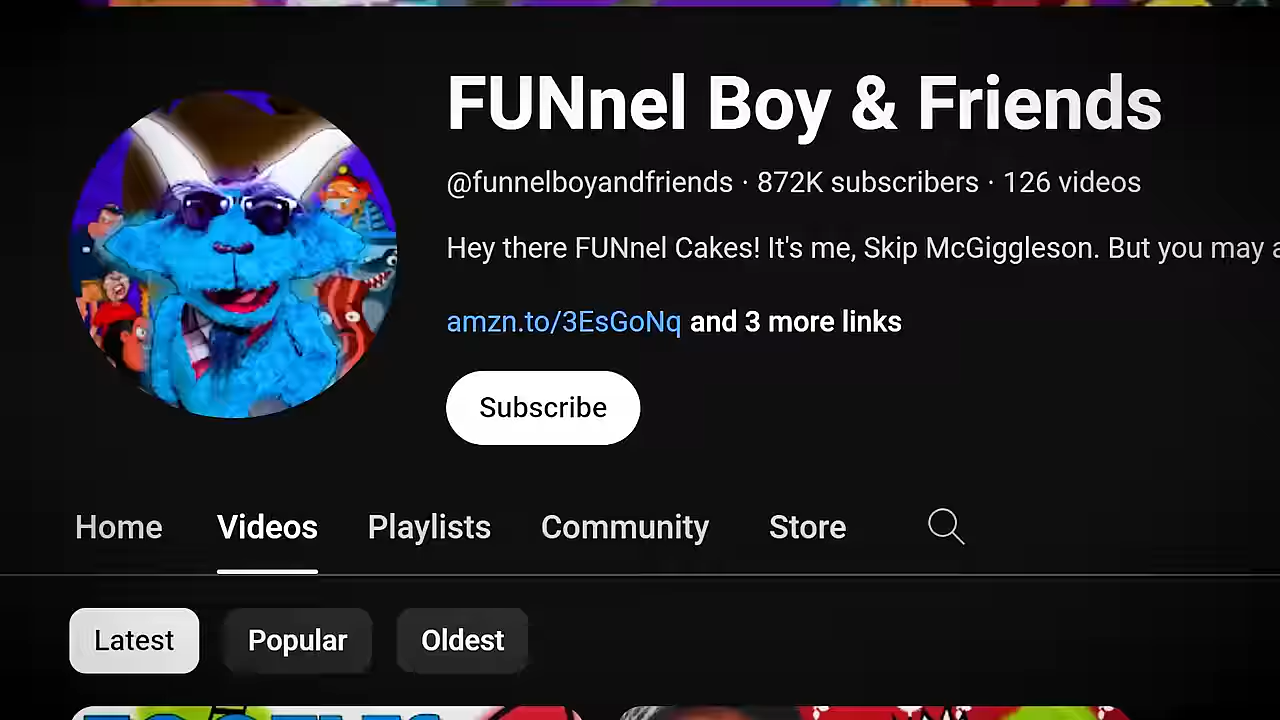 FUNnel Boy & Friends
@funnelboyandfriends · 872K subscribers · 126 videos
Hey there FUNnel Cakes! It's me, Skip McGiggleson. But you may
amzn.to/3EsGoNq and 3 more links
Subscribe
Home Videos Playlists Community Store
Latest Popular Oldest